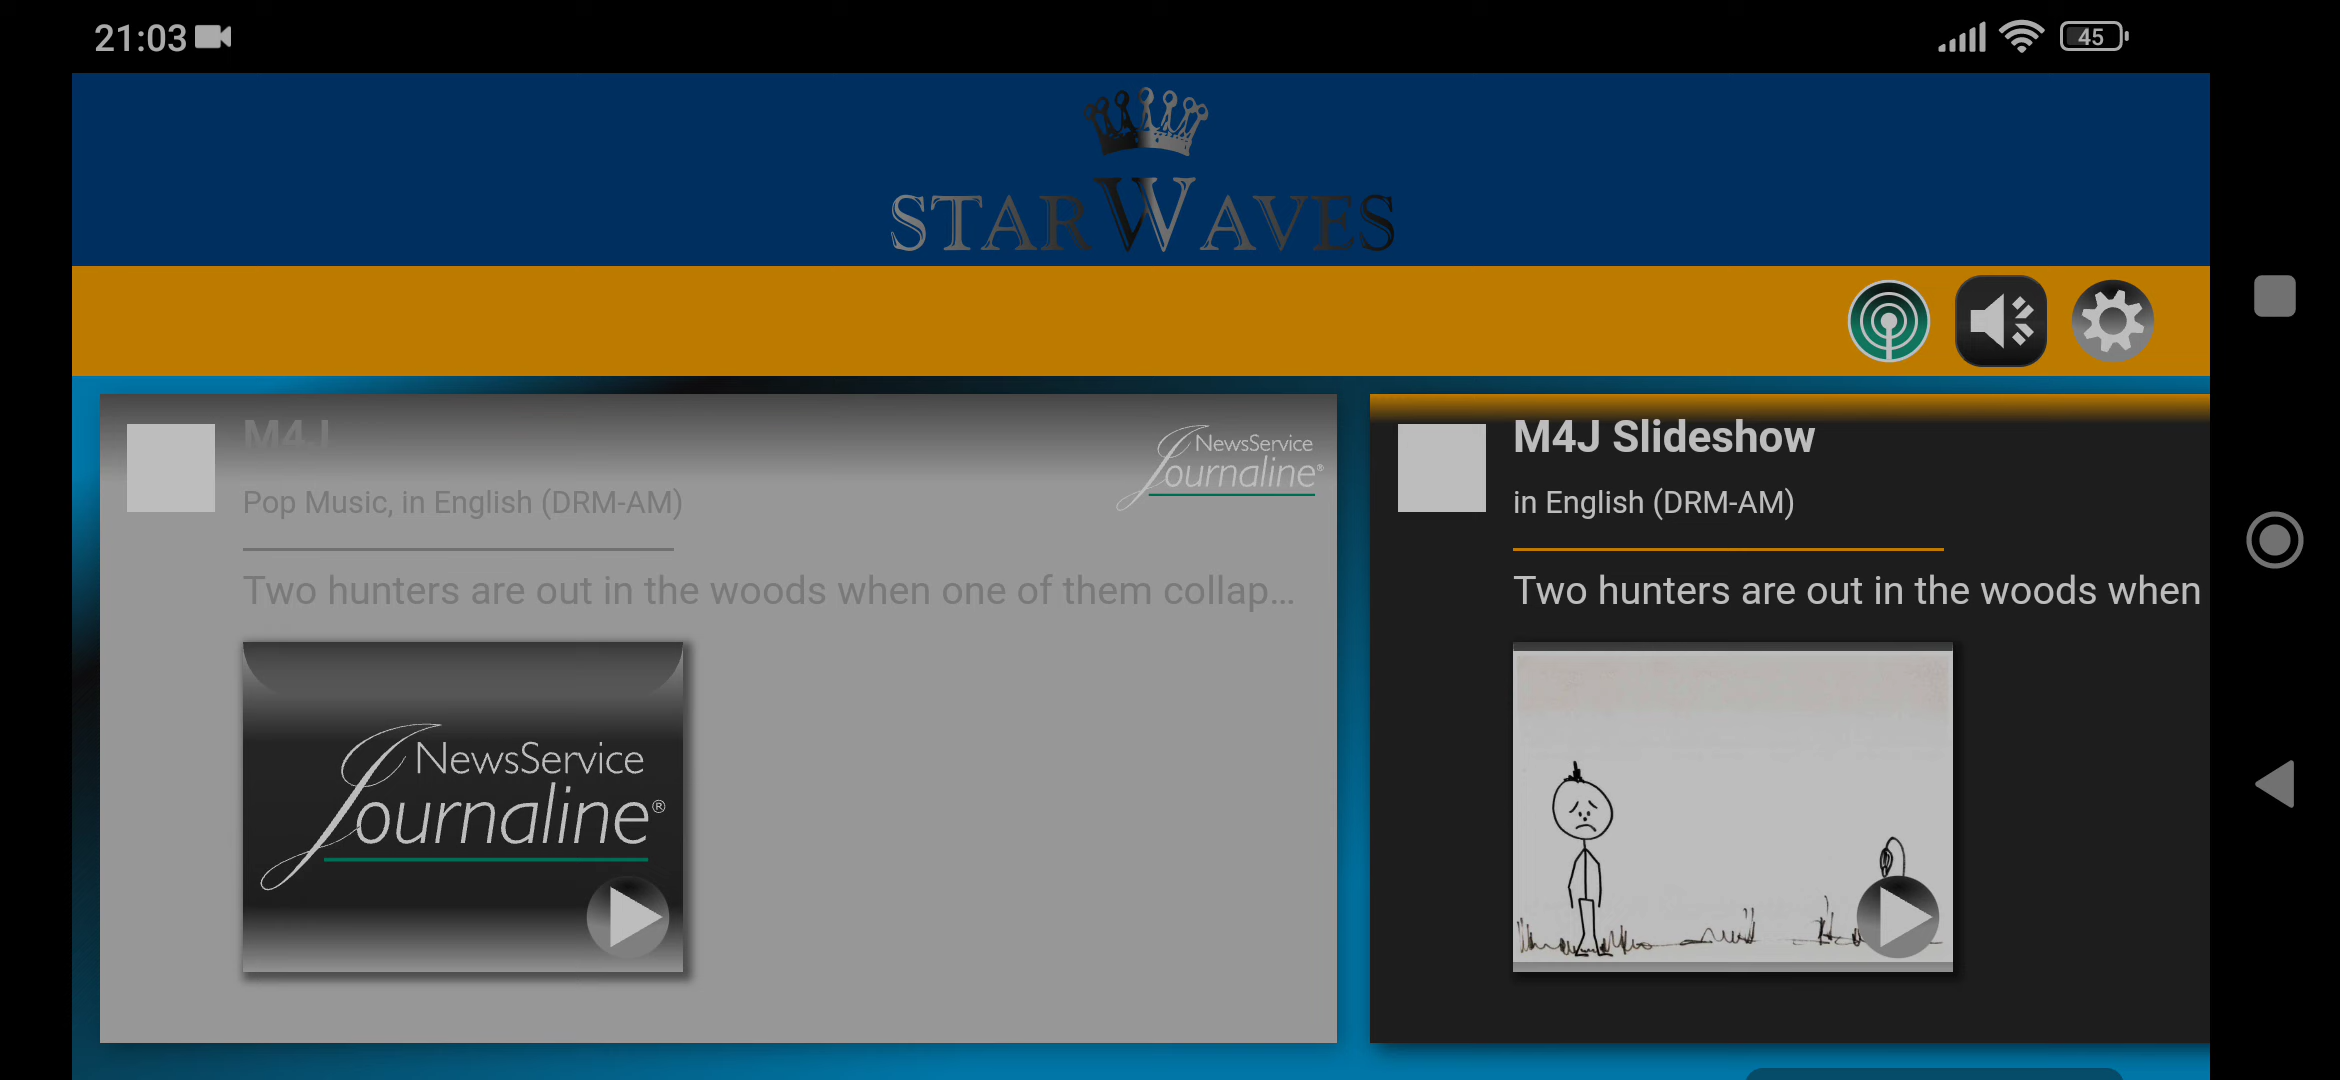 21:03
45
STARWAVES
M4J
NewsService
Journaline®
Pop Music, in English (DRM-AM)
Two hunters are out in the woods when one of them collap...
NewsService
Journaline®
M4J Slideshow
in English (DRM-AM)
Two hunters are out in the woods when